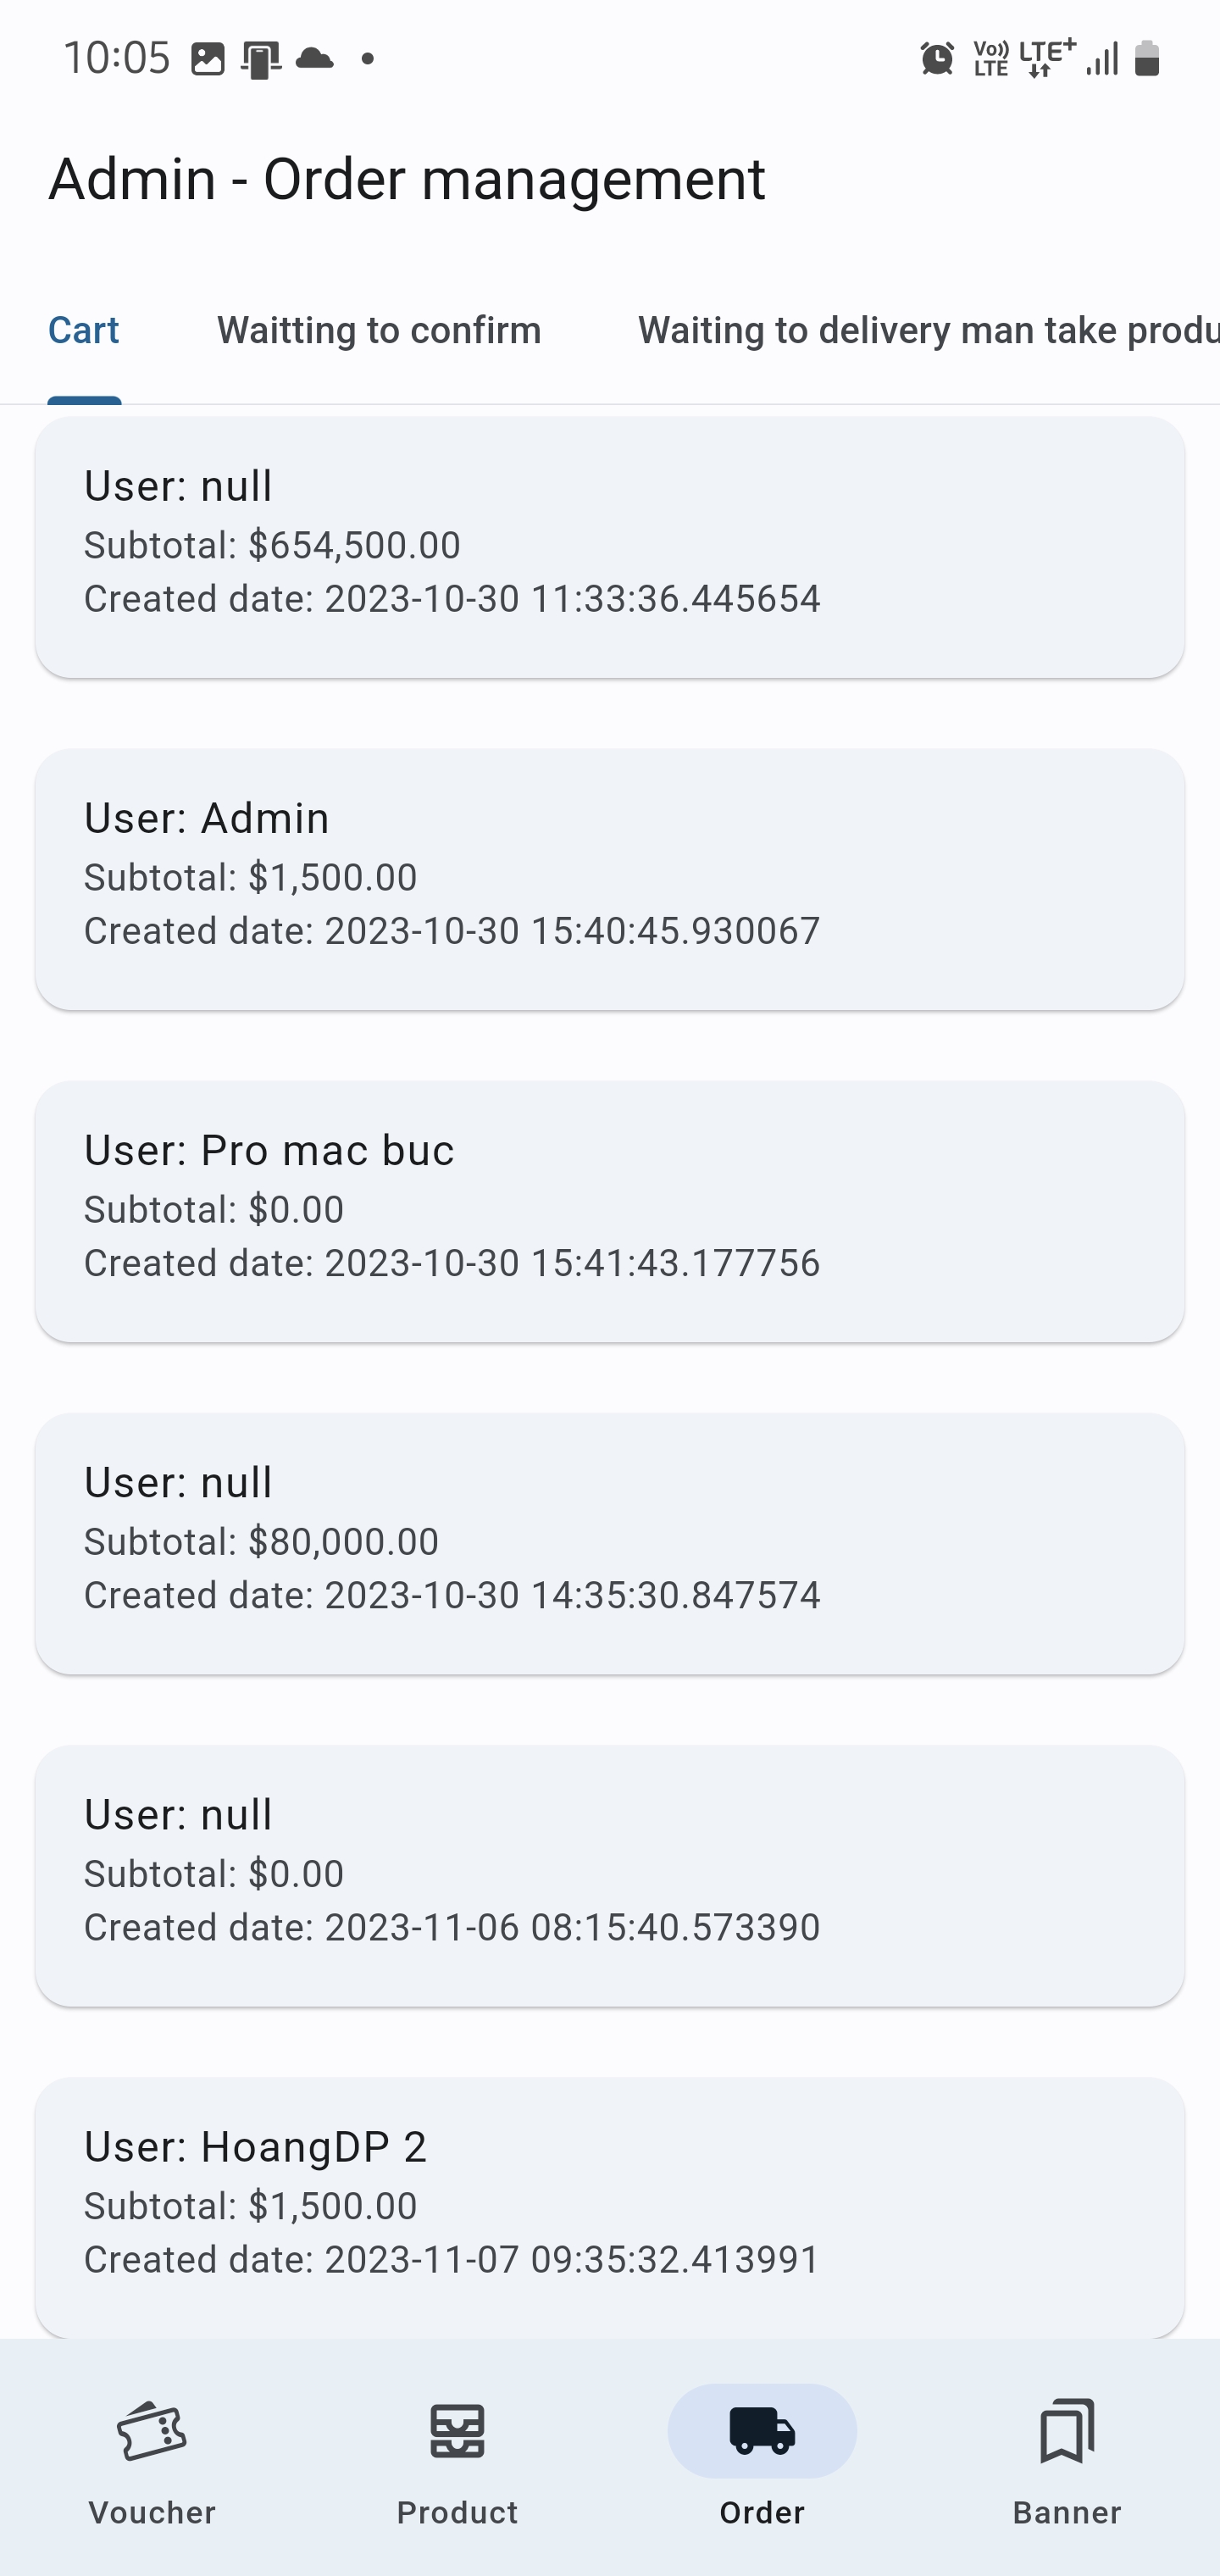 10:05
Vo)) LTE LTE+
Admin - Order management
Cart Waitting to confirm Waiting to delivery man take produ
User: null
Subtotal: $654,500.00
Created date: 2023-10-30 11:33:36.445654
User: Admin
Subtotal: $1,500.00
Created date: 2023-10-30 15:40:45.930067
User: Pro mac buc
Subtotal: $0.00
Created date: 2023-10-30 15:41:43.177756
User: null
Subtotal: $80,000.00
Created date: 2023-10-30 14:35:30.847574
User: null
Subtotal: $0.00
Created date: 2023-11-06 08:15:40.573390
User: HoangDP 2
Subtotal: $1,500.00
Created date: 2023-11-07 09:35:32.413991
Voucher Product Order Banner